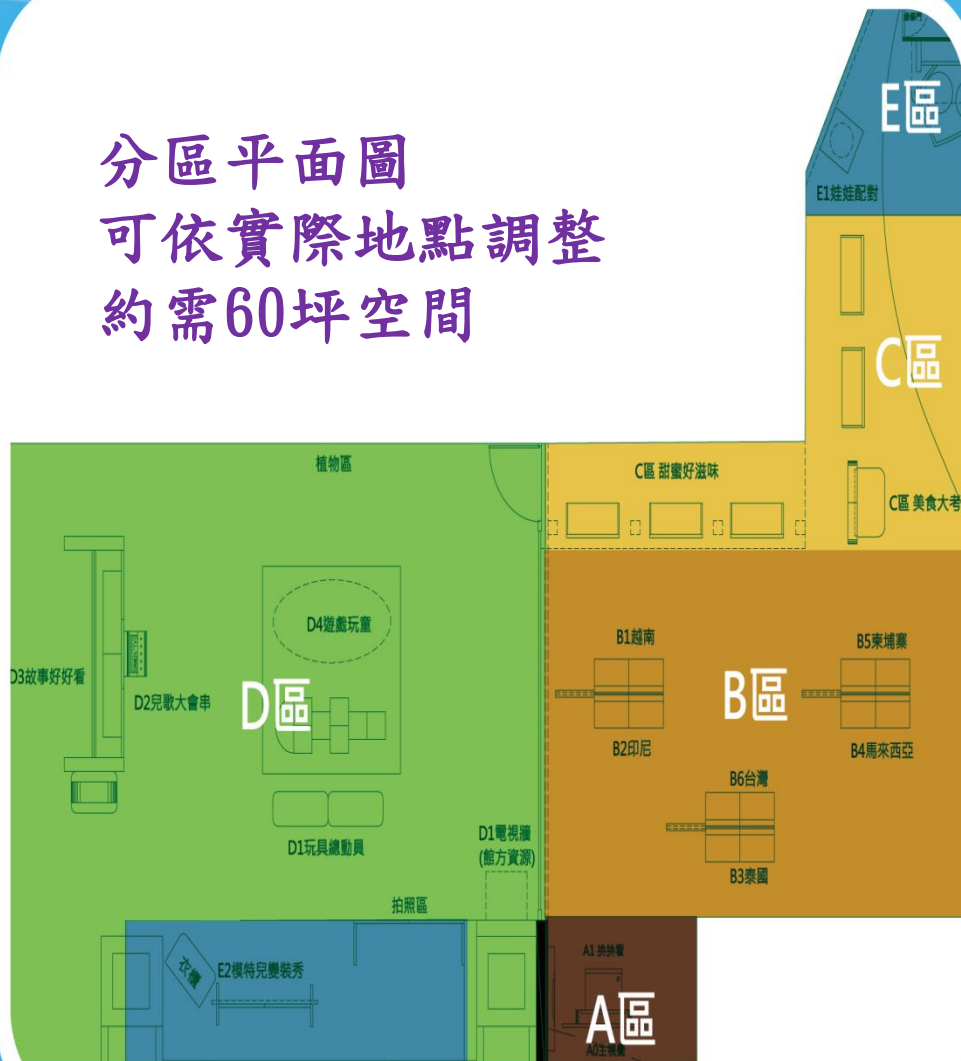 分區平面圖
可依實際地點調整
約需60坪空間
E區
E1娃娃配對
C區
C區 甜蜜好滋味
C區 美食大考
植物區
D4遊戲玩童
D3故事好好看
D2兒歌大會串
D區
D1玩具總動員
D1電視牆
(館方資源)
拍照區
B1越南
B2印尼
B區
B5柬埔寨
B4馬來西亞
B6台灣
B3泰國
衣櫃
E2模特兒變裝秀
A1 拚拚看
A區
A0主視覺